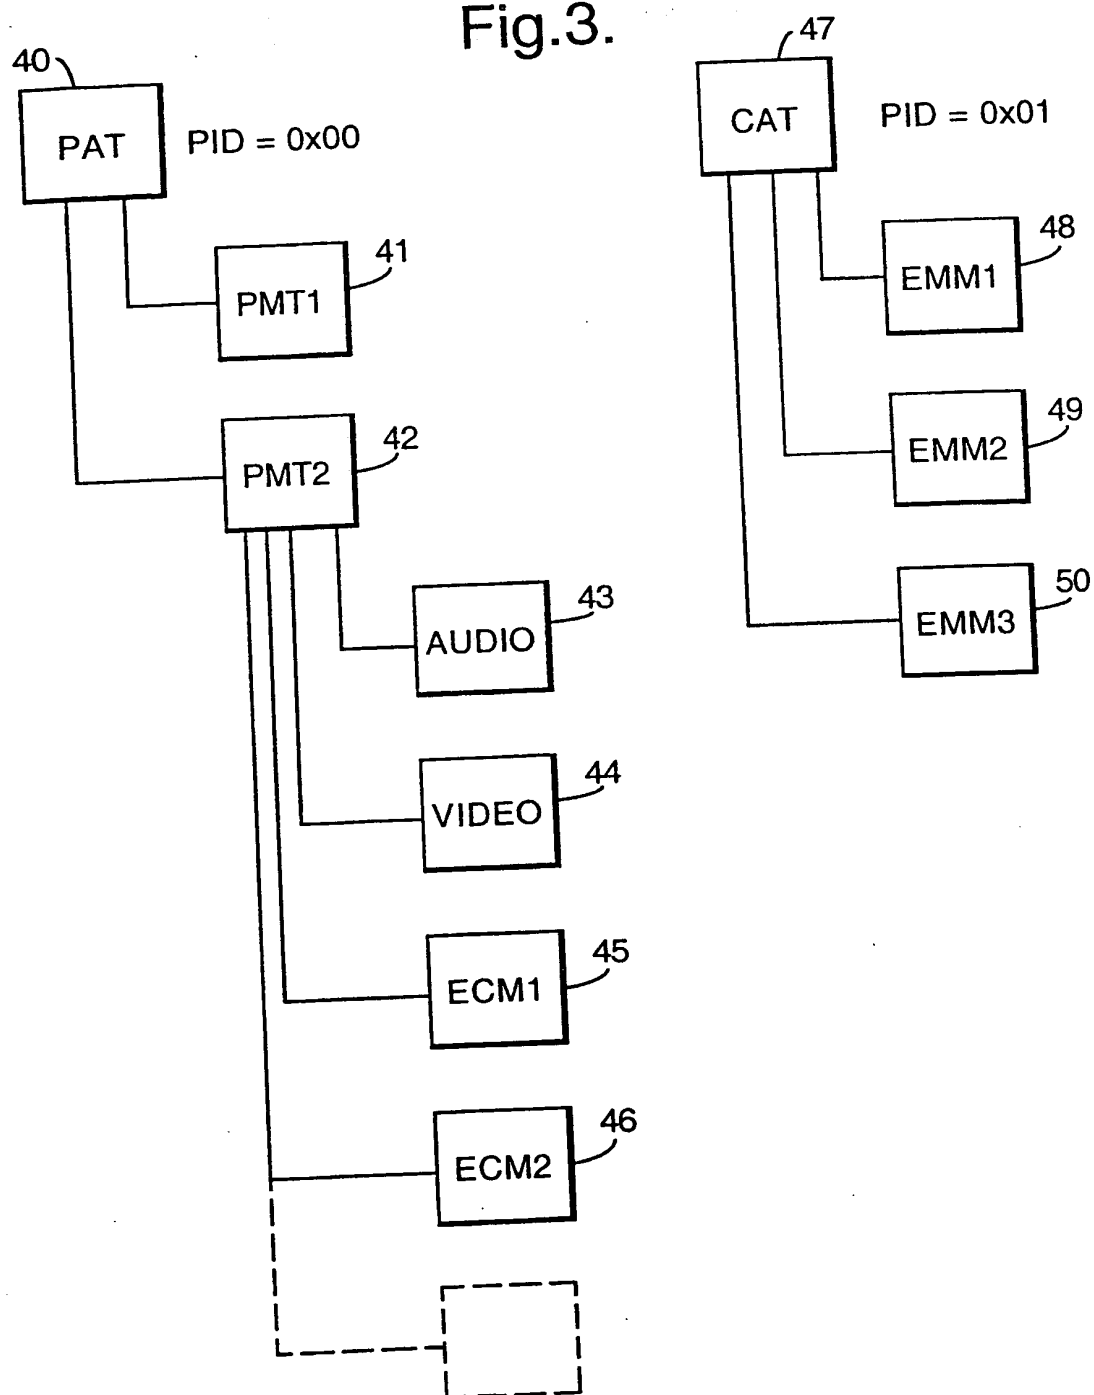 Fig.3.
40
PAT
PID = 0x00
41
PMT1
42
PMT2
43
AUDIO
44
VIDEO
45
ECM1
46
ECM2
47
CAT
PID = 0x01
48
EMM1
49
EMM2
50
EMM3